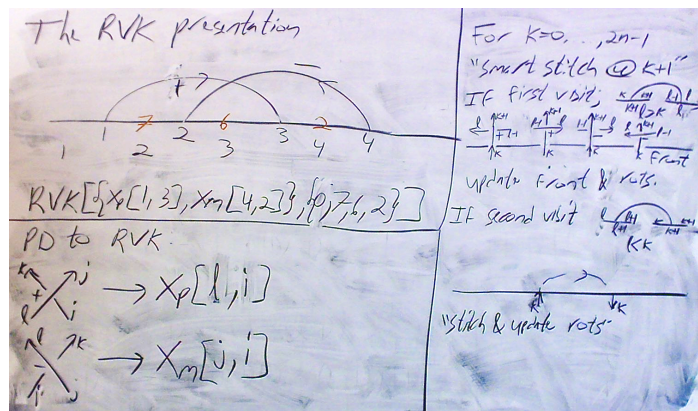 The RVK presentation
+ −
7 6 2
1 1 2 2 3 3 4 4
RVK[{Xp[1,3],Xm[4,2]},{0,7,6,2}]
PD to RVK.
k j
+
l i
→ Xp[l,i]
l k
−
i j
→ Xm[j,i]
For k=0,...,2n-1
"smart stitch @ k+1"
If first visit;
l>k
Front
update Front & rots.
If second visit
l<k
k k
"stitch & update rots"